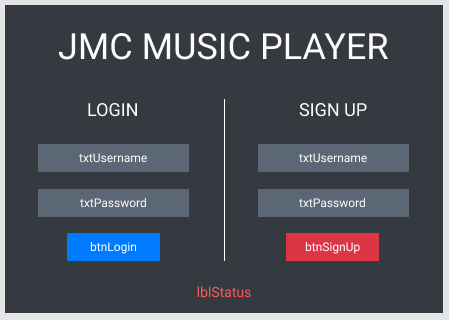 JMC MUSIC PLAYER
LOGIN
txtUsername
txtPassword
btnLogin
SIGN UP
txtUsername
txtPassword
btnSignUp
lblStatus